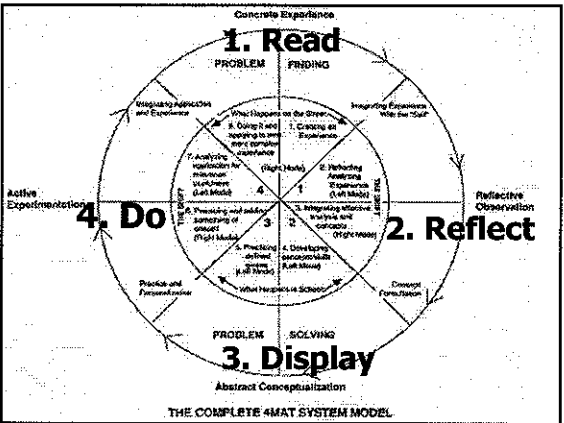 Concrete Experience
1. Read
PROBLEM FINDING
Integrating Application
and Experience
Integrating Experience
With the "Self"
What Happens on the Street
8. Doing it and
applying to new
more complex
experience
1. Creating an
Experience
(Right Mode)
7. Analyzing
application for
relevance
usefulness
(Left Mode)
2. Reflecting
Analyzing
Experience
(Left Mode)
4 1
Active
Experimentation
Reflective
Observation
4. Do
2. Reflect
3 2
6. Practicing and adding
something of
oneself
(Right Mode)
3. Integrating reflective
analysis into
concepts
(Right Mode)
5. Practicing
defined
(Left Mode)
4. Developing
concepts/skills
(Left Mode)
What Happens in School
Practice and
Personalization
Concept
Formulation
PROBLEM SOLVING
3. Display
Abstract Conceptualization
THE COMPLETE 4MAT SYSTEM MODEL